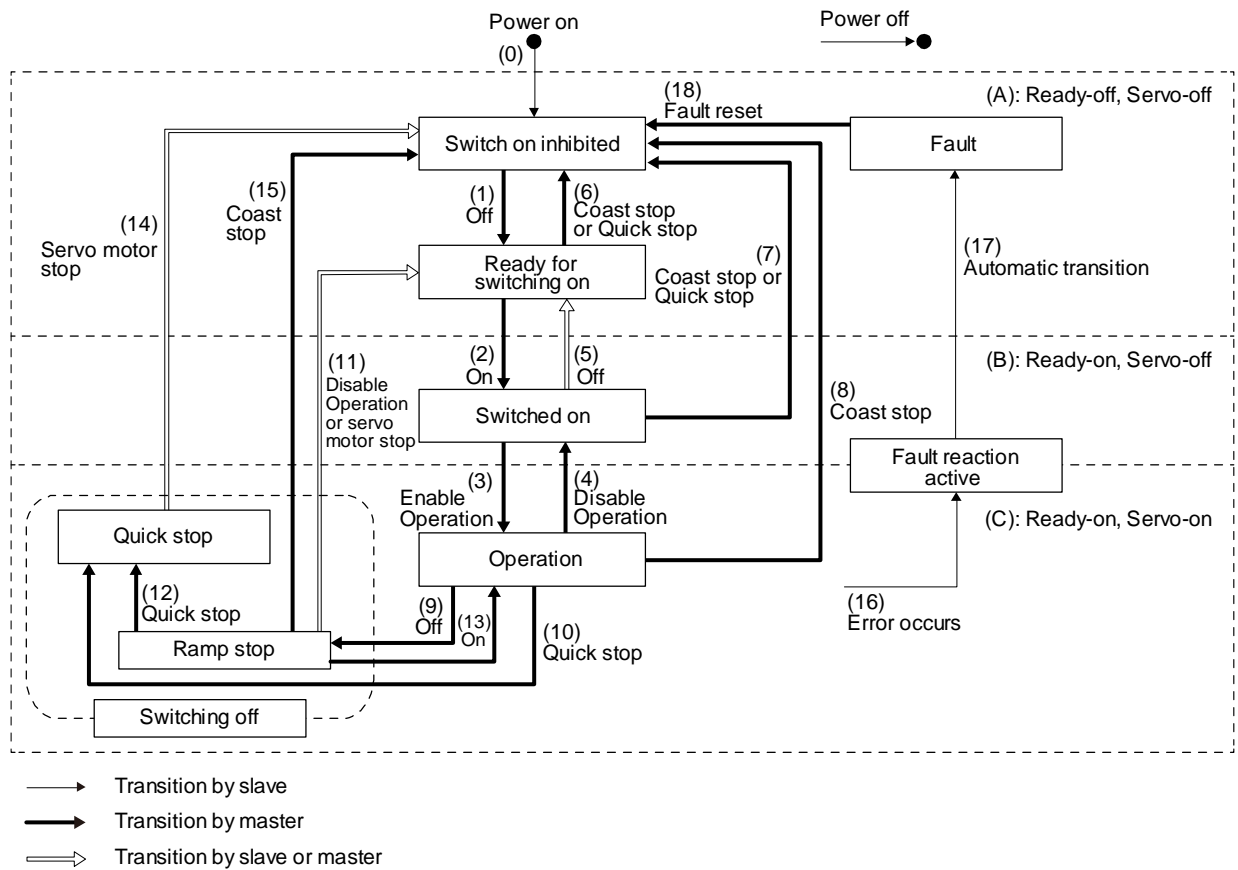 Power on
(0)
Power off
(A): Ready-off, Servo-off
(18)
Fault reset
Switch on inhibited
Fault
(14)
Servo motor
stop
(15)
Coast
stop
(1)
Off
(6)
Coast stop
or Quick stop
(7)
Coast stop or
Quick stop
(17)
Automatic transition
Ready for
switching on
(B): Ready-on, Servo-off
(11)
Disable
Operation
or servo
motor stop
(2)
On
(5)
Off
(8)
Coast stop
Switched on
Fault reaction
active
(C): Ready-on, Servo-on
(3)
Enable
Operation
(4)
Disable
Operation
Quick stop
Operation
(12)
Quick stop
(9)
Off
(13)
On
(10)
Quick stop
(16)
Error occurs
Ramp stop
Switching off
Transition by slave
Transition by master
Transition by slave or master